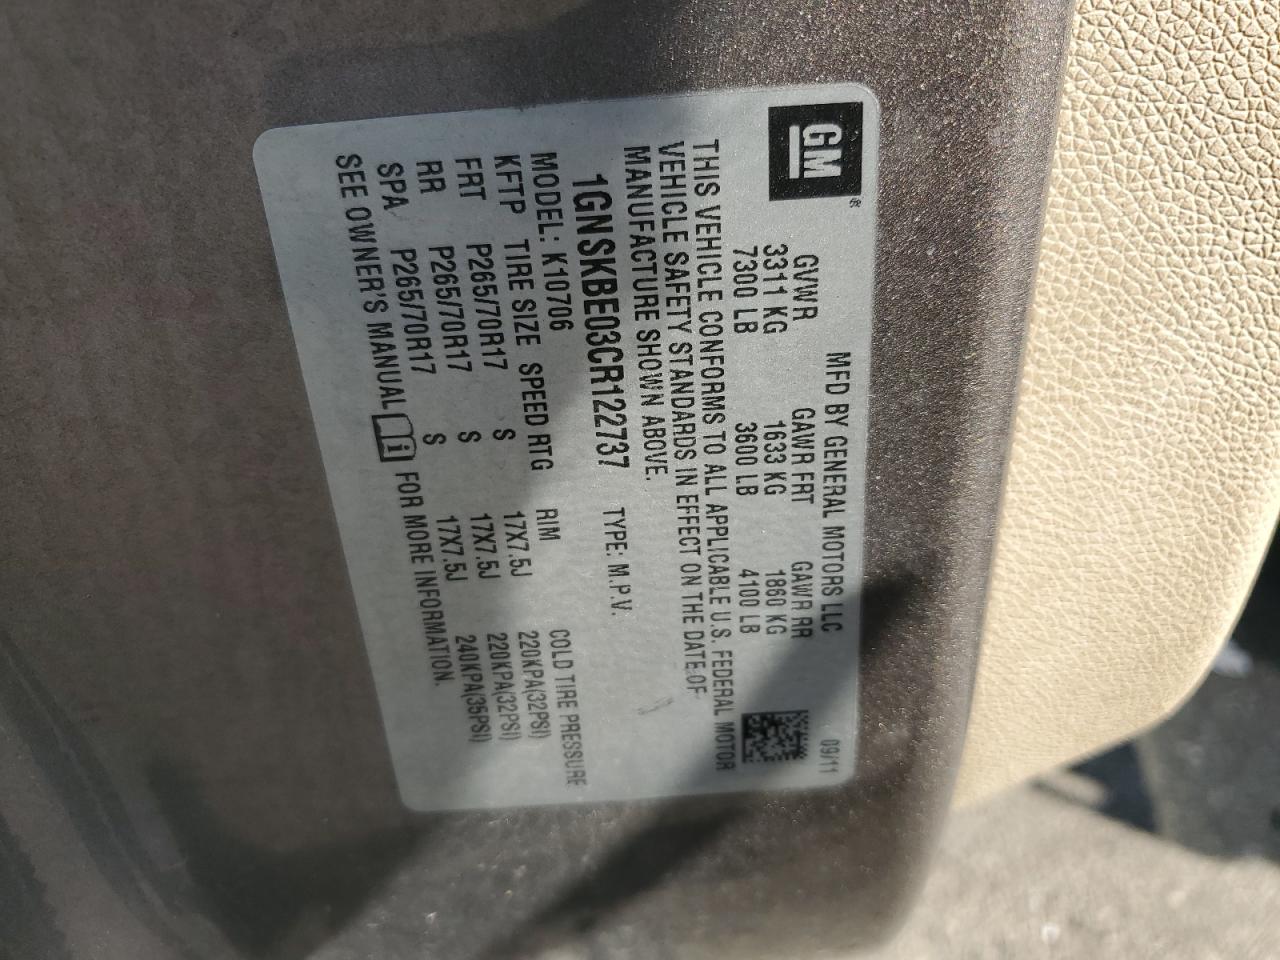 GM®
MFD BY GENERAL MOTORS LLC 09/11
GVWR GAWR FRT GAWR RR
3311 KG 1633 KG 1860 KG
7300 LB 3600 LB 4100 LB
THIS VEHICLE CONFORMS TO ALL APPLICABLE U.S. FEDERAL MOTOR
VEHICLE SAFETY STANDARDS IN EFFECT ON THE DATE OF
MANUFACTURE SHOWN ABOVE.
1GNSKBE03CR122737 TYPE: M.P.V.
MODEL: K10706
KFTP TIRE SIZE SPEED RTG RIM COLD TIRE PRESSURE
FRT P265/70R17 S 17X7.5J 220KPA(32PSI)
RR P265/70R17 S 17X7.5J 220KPA(32PSI)
SPA P265/70R17 S 17X7.5J 240KPA(35PSI)
SEE OWNER'S MANUAL FOR MORE INFORMATION.